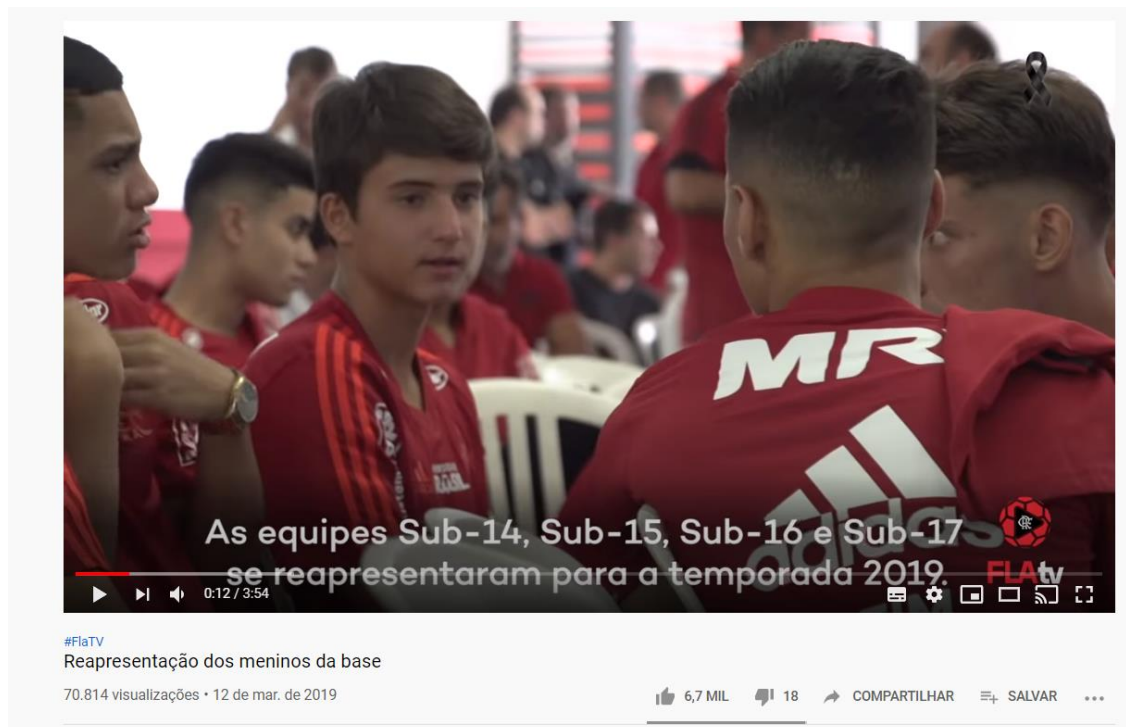 MR
adidas
BRASIL
As equipes Sub-14, Sub-15, Sub-16 e Sub-17
se reapresentaram para a temporada 2019.
FLAtv
0:12 / 3:54
#FlaTV
Reapresentação dos meninos da base
70.814 visualizações • 12 de mar. de 2019
6,7 MIL
18
COMPARTILHAR
SALVAR